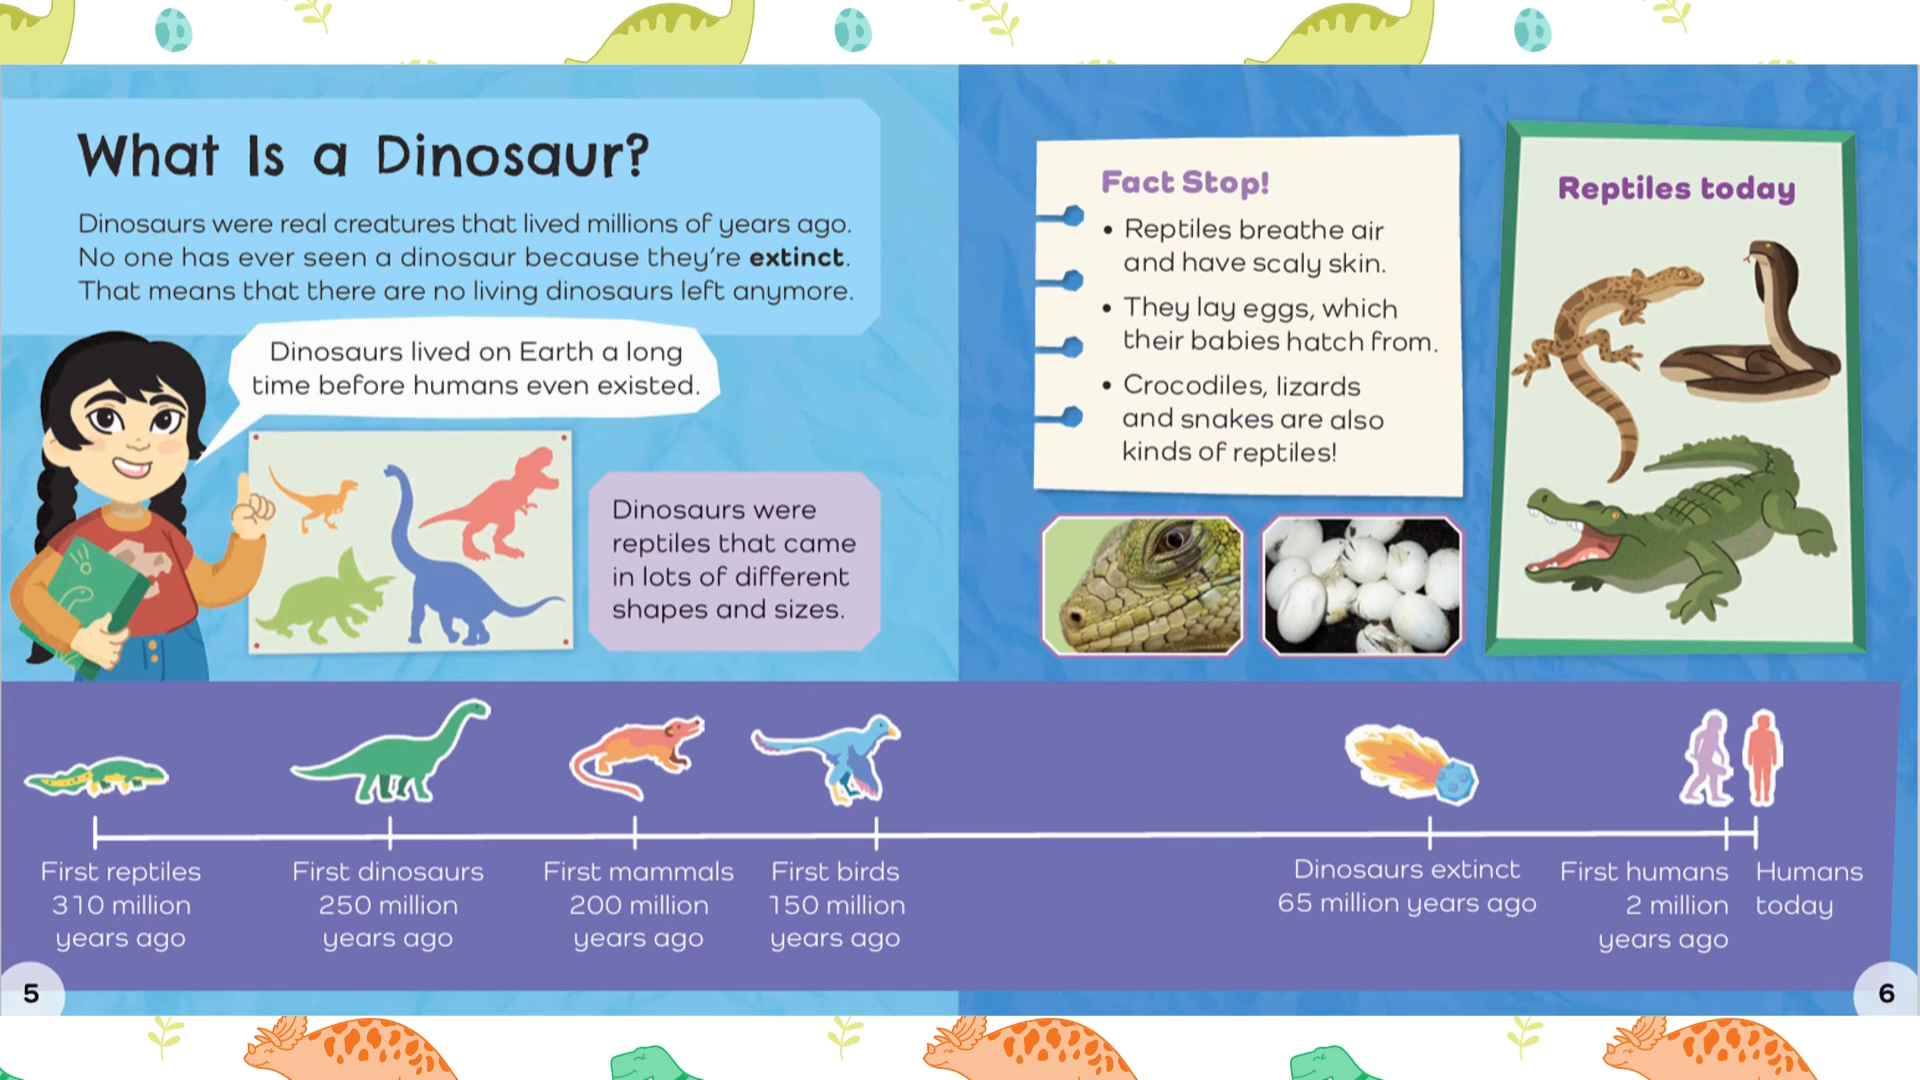 What Is a Dinosaur?
Dinosaurs were real creatures that lived millions of years ago.
No one has ever seen a dinosaur because they're extinct.
That means that there are no living dinosaurs left anymore.
Dinosaurs lived on Earth a long
time before humans even existed.
Dinosaurs were
reptiles that came
in lots of different
shapes and sizes.
Fact Stop!
• Reptiles breathe air
and have scaly skin.
• They lay eggs, which
their babies hatch from.
• Crocodiles, lizards
and snakes are also
kinds of reptiles!
Reptiles today
First reptiles
310 million
years ago
First dinosaurs
250 million
years ago
First mammals
200 million
years ago
First birds
150 million
years ago
Dinosaurs extinct
65 million years ago
First humans
2 million
years ago
Humans
today
5
6